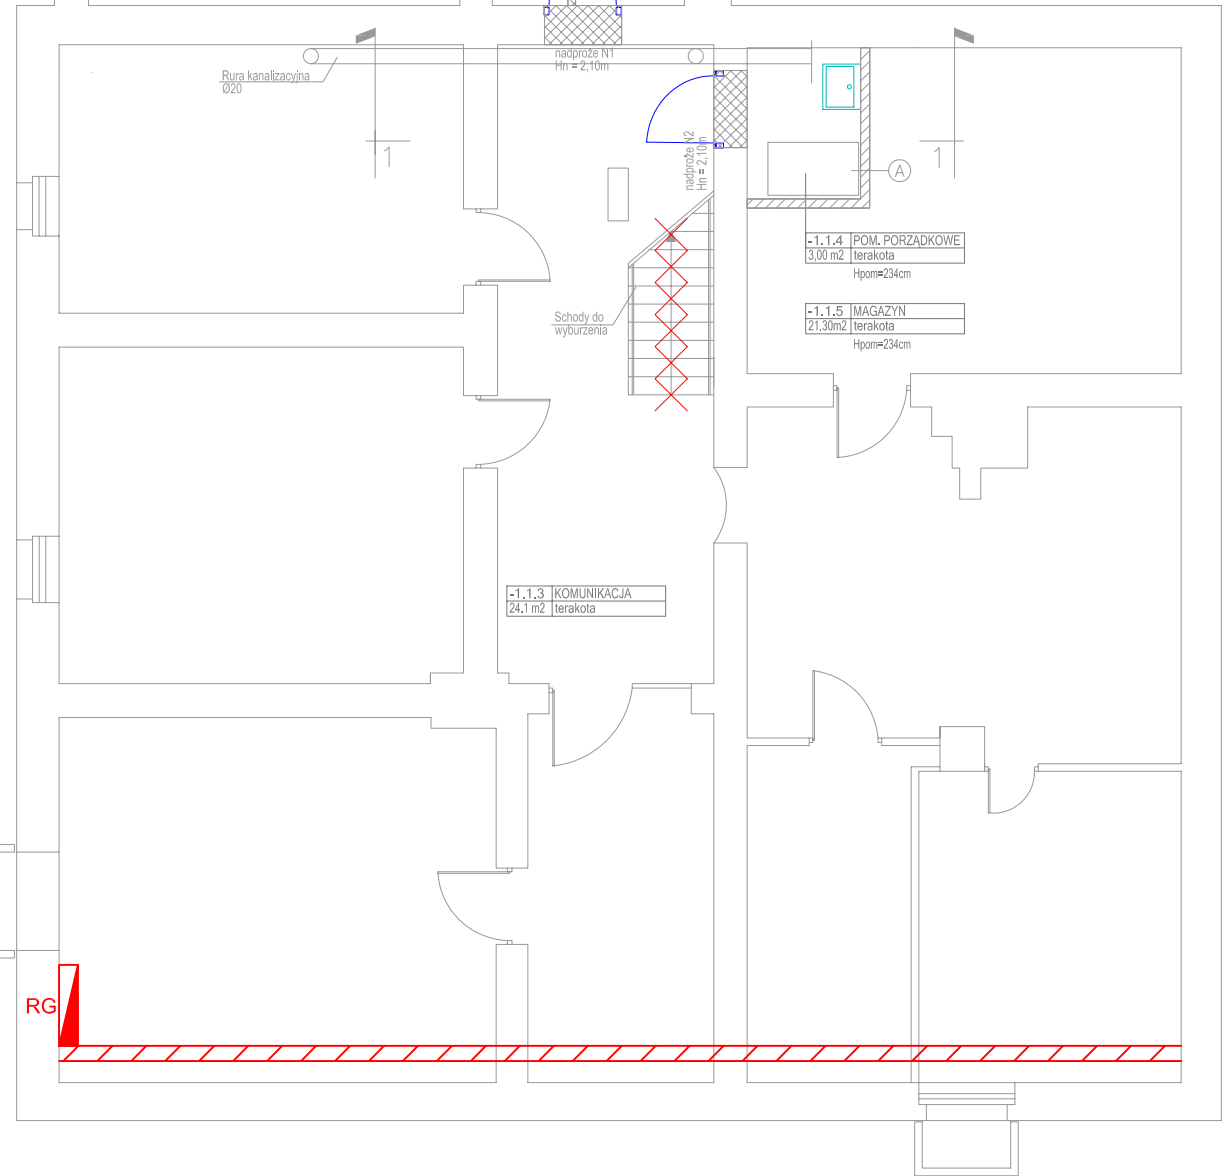 nadproże N1
Hn = 2,10m
Rura kanalizacyjna
Ø20
1
nadproże N2
Hn = 2,10m
1
A
-1.1.4 POM. PORZĄDKOWE
3,00 m2 terakota
Hpom=234cm
-1.1.5 MAGAZYN
21,30m2 terakota
Hpom=234cm
Schody do
wyburzenia
-1.1.3 KOMUNIKACJA
24.1 m2 terakota
RG